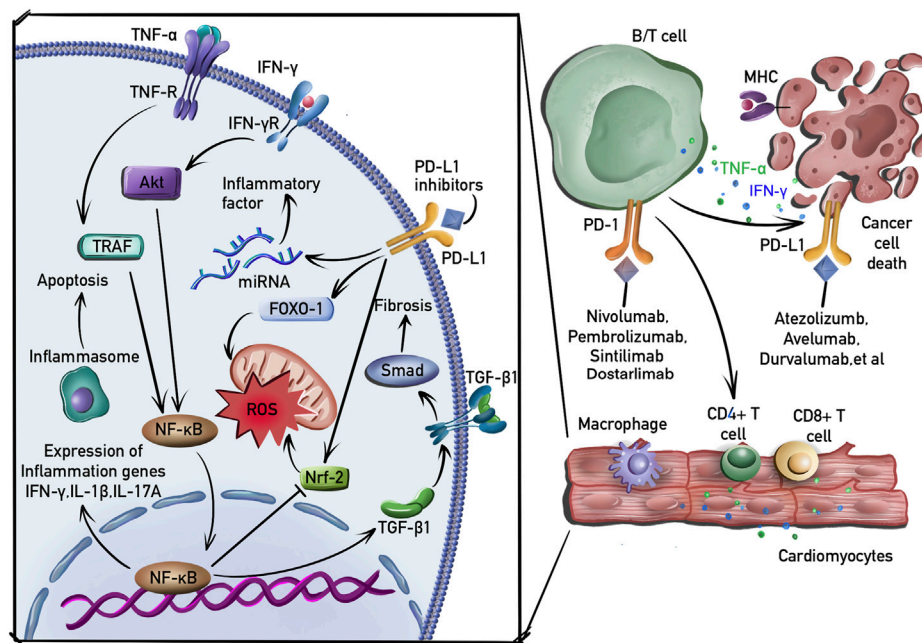 TNF-α
TNF-R
IFN-γ
IFN-γR
Akt
TRAF
Apoptosis
Inflammasome
Inflammatory
factor
miRNA
PD-L1
inhibitors
PD-L1
FOXO-1
Fibrosis
Smad
TGF-β1
ROS
NF-κB
Nrf-2
Expression of
Inflammation genes
IFN-γ,IL-1β,IL-17A
TGF-β1
NF-κB
B/T cell
MHC
TNF-α
IFN-γ
PD-1
PD-L1
Cancer
cell
death
Nivolumab,
Pembrolizumab,
Sintilimab
Dostarlimab
Atezolizumb,
Avelumab,
Durvalumab,et al
Macrophage
CD4+ T
cell
CD8+ T
cell
Cardiomyocytes